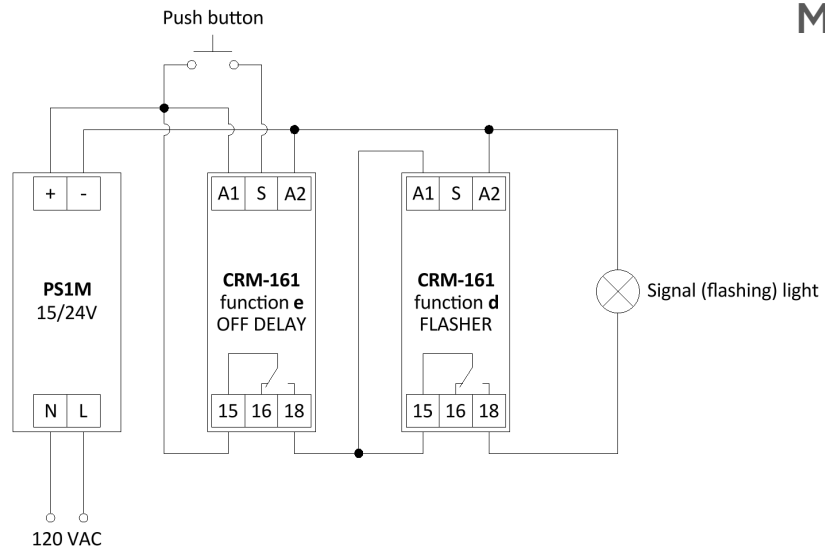 Push button
M
+ -
A1 S A2
A1 S A2
PS1M
15/24V
CRM-161
function e
OFF DELAY
CRM-161
function d
FLASHER
Signal (flashing) light
N L
15 16 18
15 16 18
120 VAC